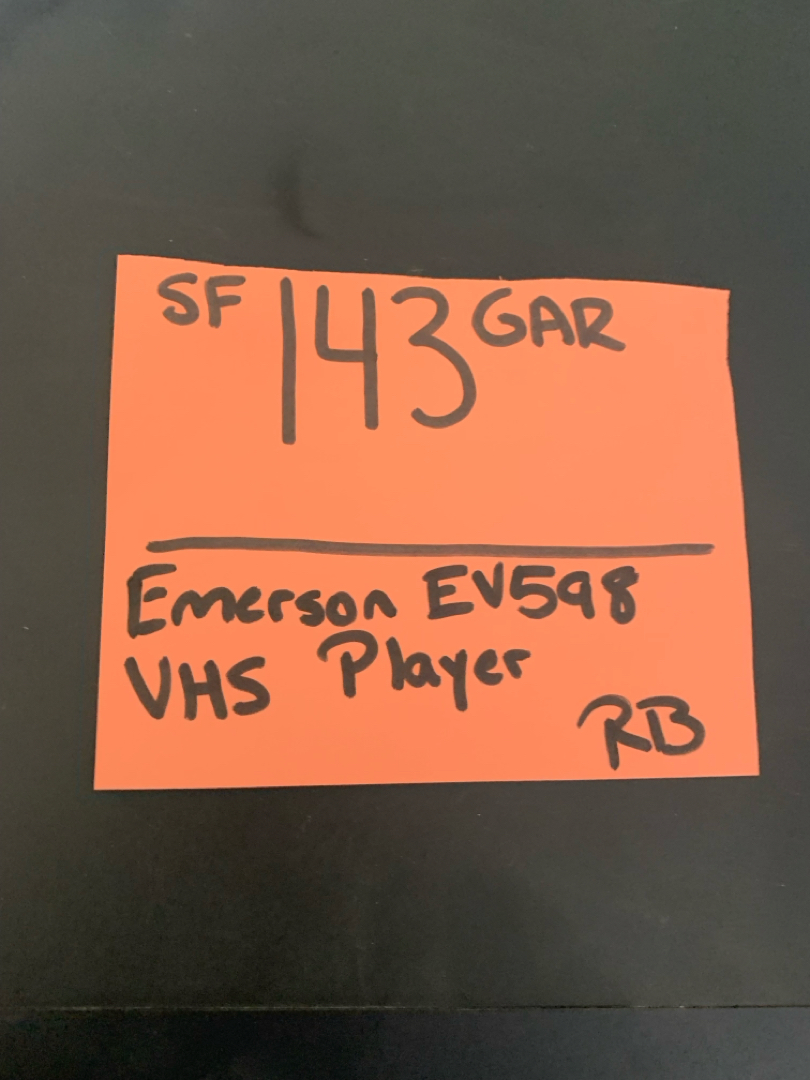 SF 143 GAR
Emerson EV598
VHS Player
RB